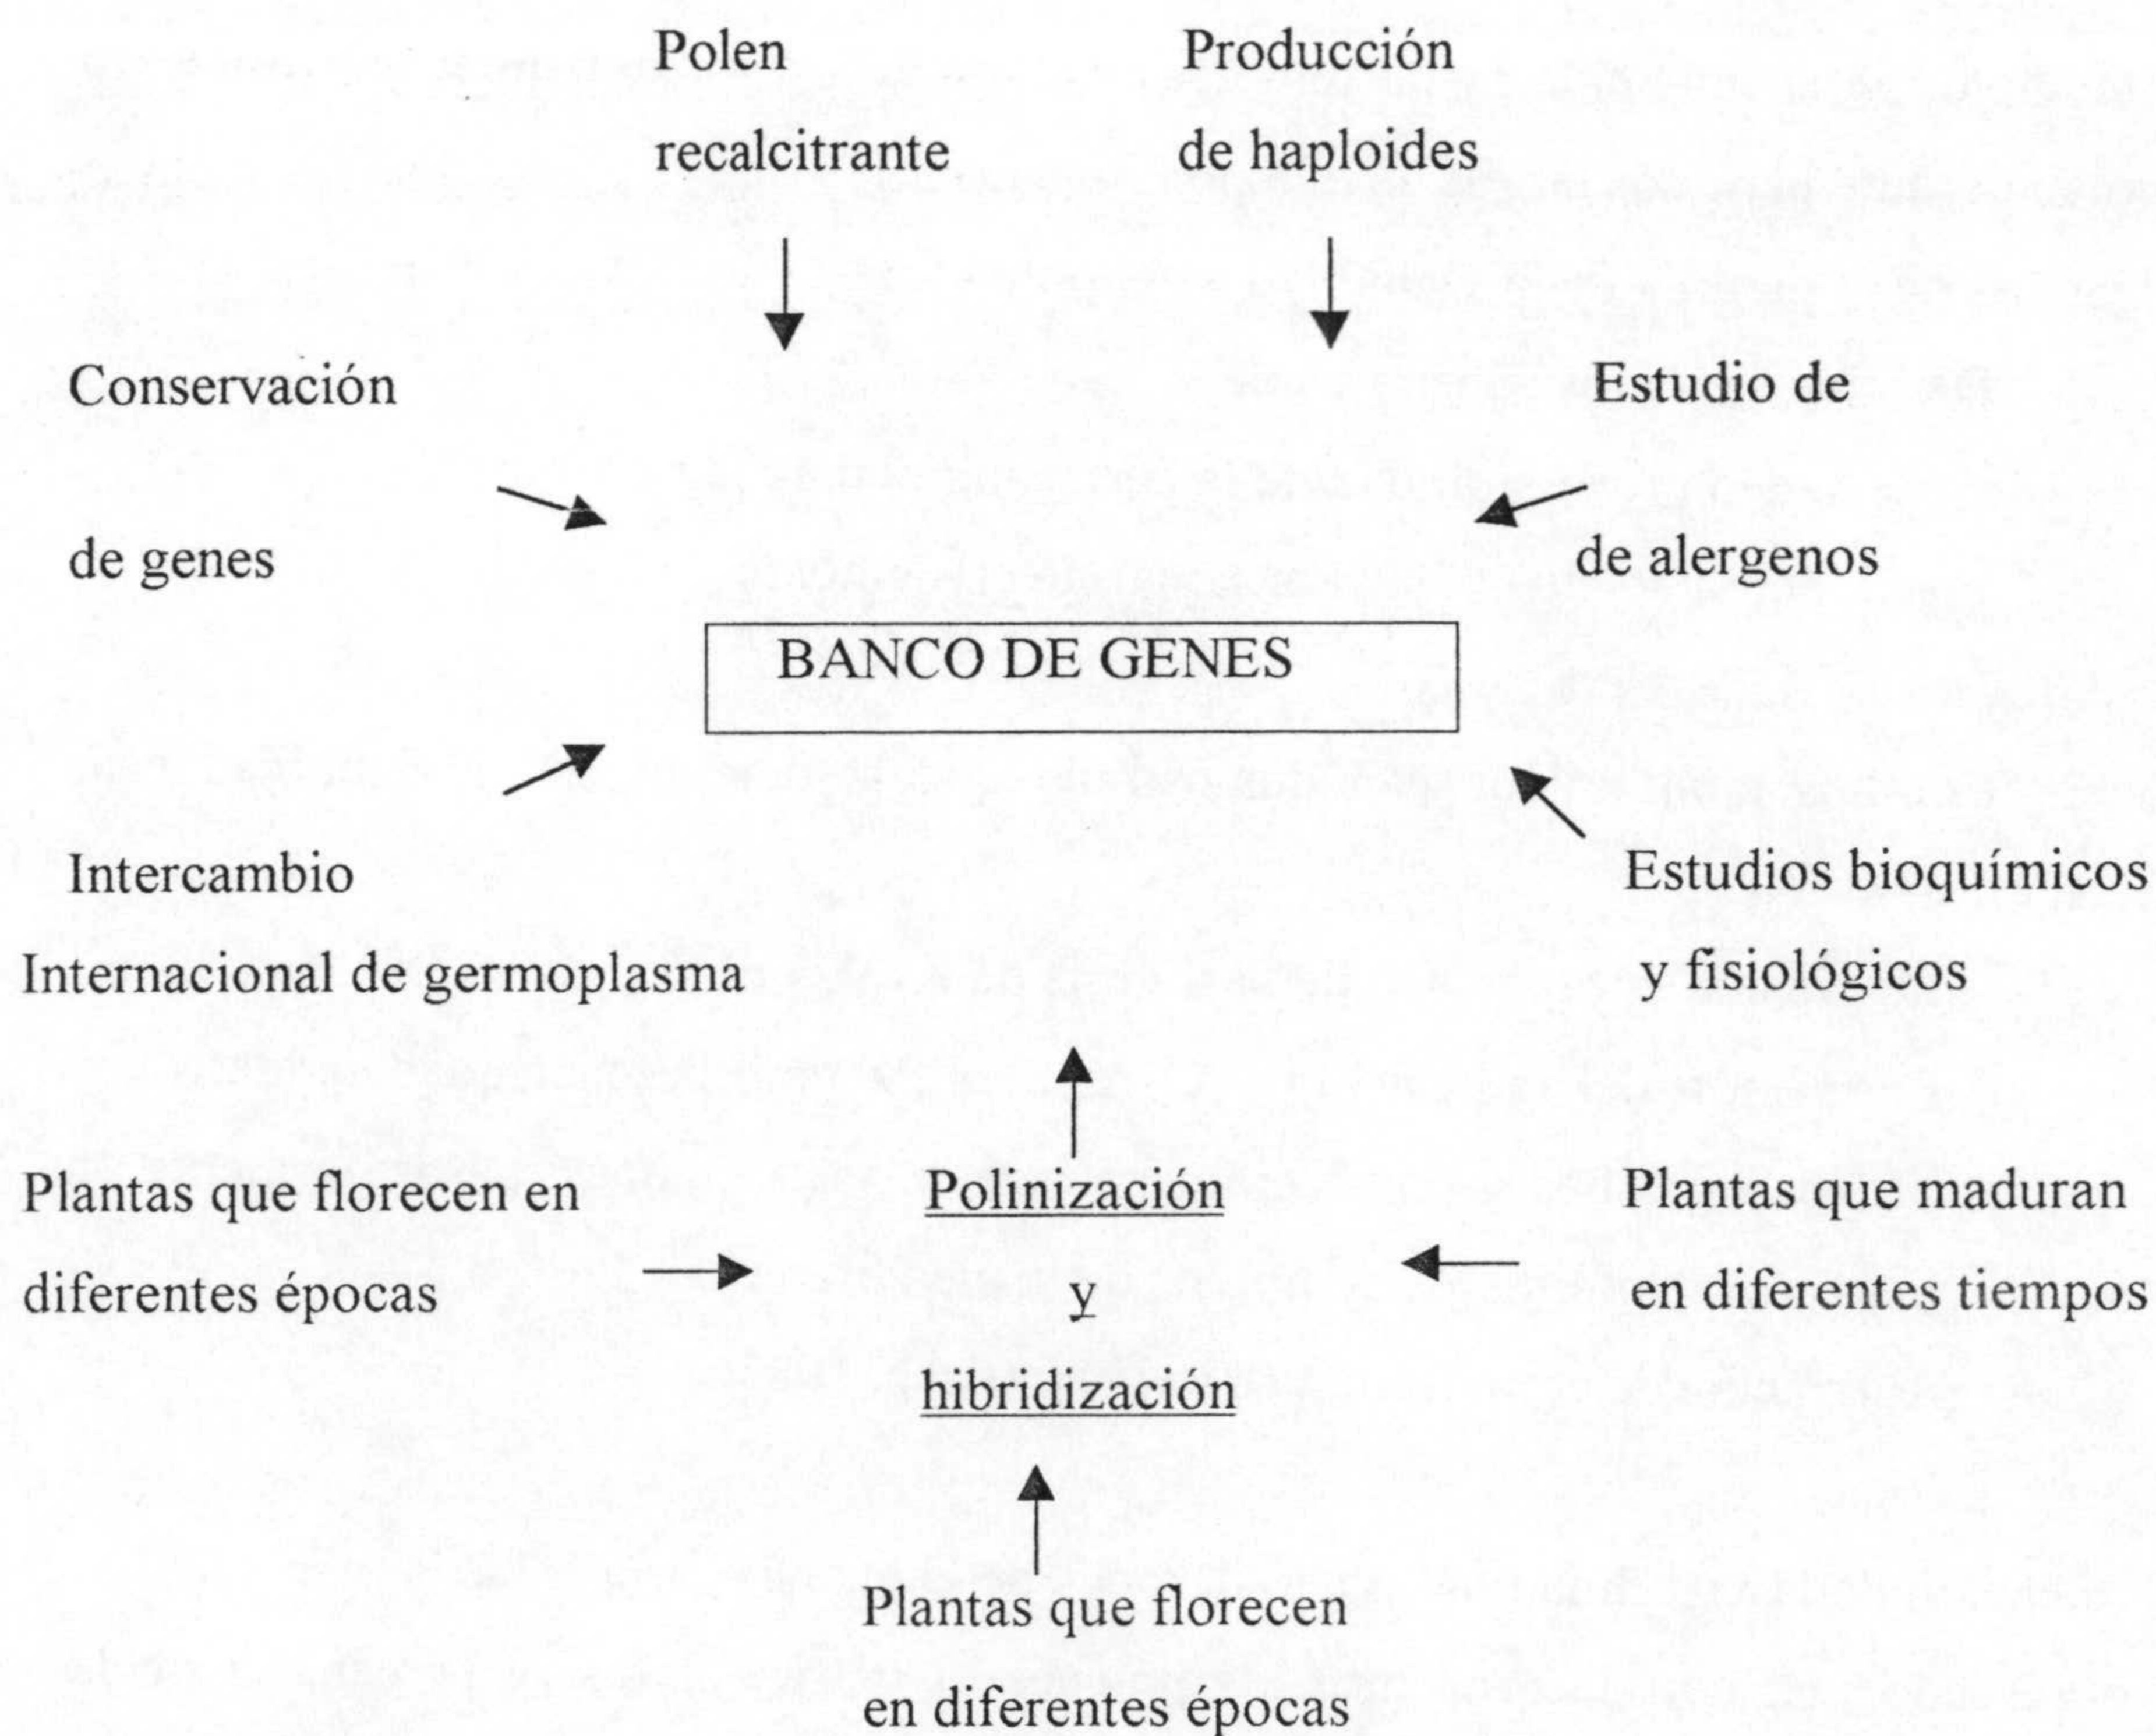 Polen
recalcitrante
Producción
de haploides
Conservación
de genes
Estudio de
de alergenos
BANCO DE GENES
Intercambio
Internacional de germoplasma
Estudios bioquímicos
y fisiológicos
Plantas que florecen en
diferentes épocas
Polinización
y
hibridización
Plantas que maduran
en diferentes tiempos
Plantas que florecen
en diferentes épocas